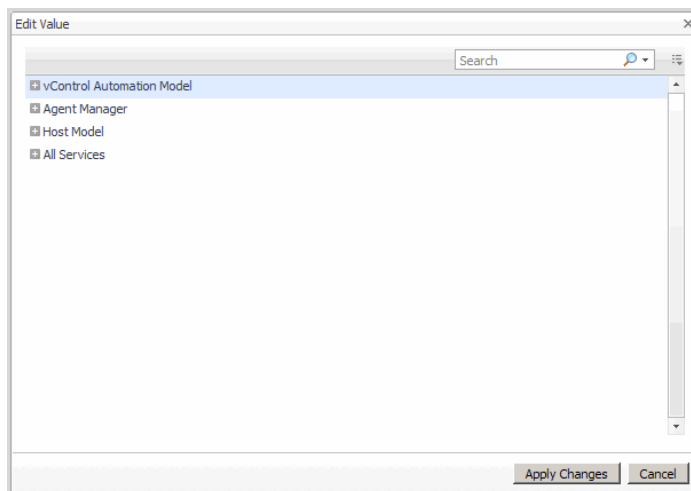 Edit Value
Search
vControl Automation Model
Agent Manager
Host Model
All Services
Apply Changes Cancel